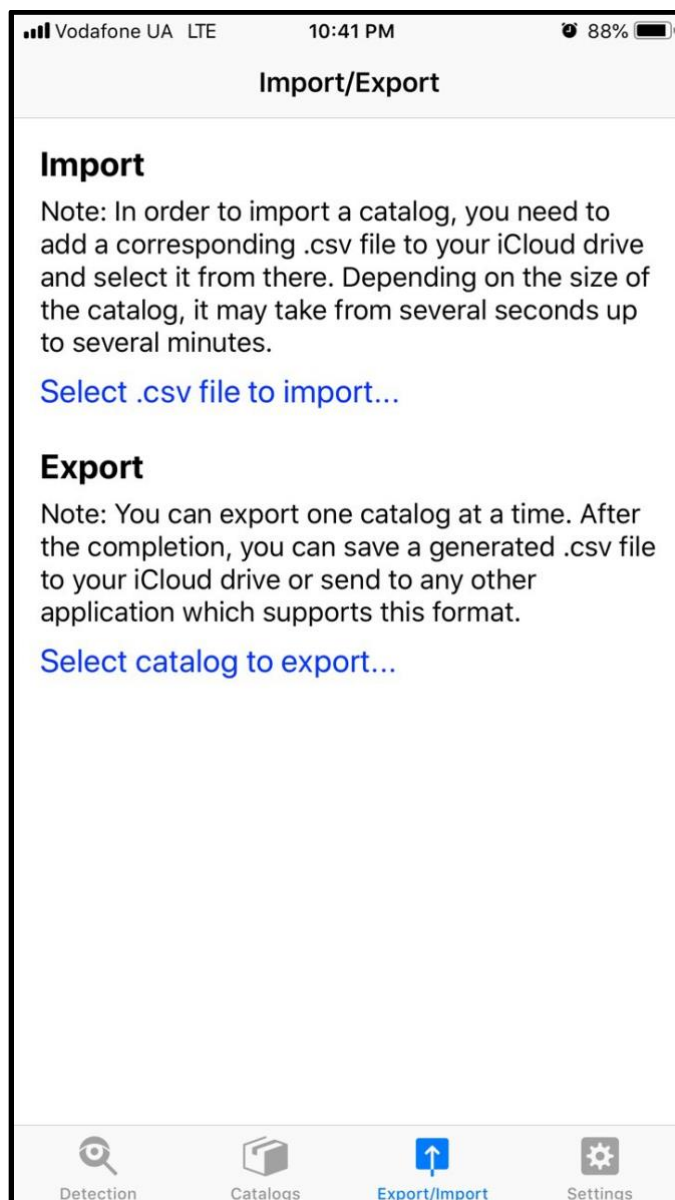 Vodafone UA LTE 10:41 PM 88%
Import/Export
Import
Note: In order to import a catalog, you need to
add a corresponding .csv file to your iCloud drive
and select it from there. Depending on the size of
the catalog, it may take from several seconds up
to several minutes.
Select .csv file to import...
Export
Note: You can export one catalog at a time. After
the completion, you can save a generated .csv file
to your iCloud drive or send to any other
application which supports this format.
Select catalog to export...
Detection Catalogs Export/Import Settings